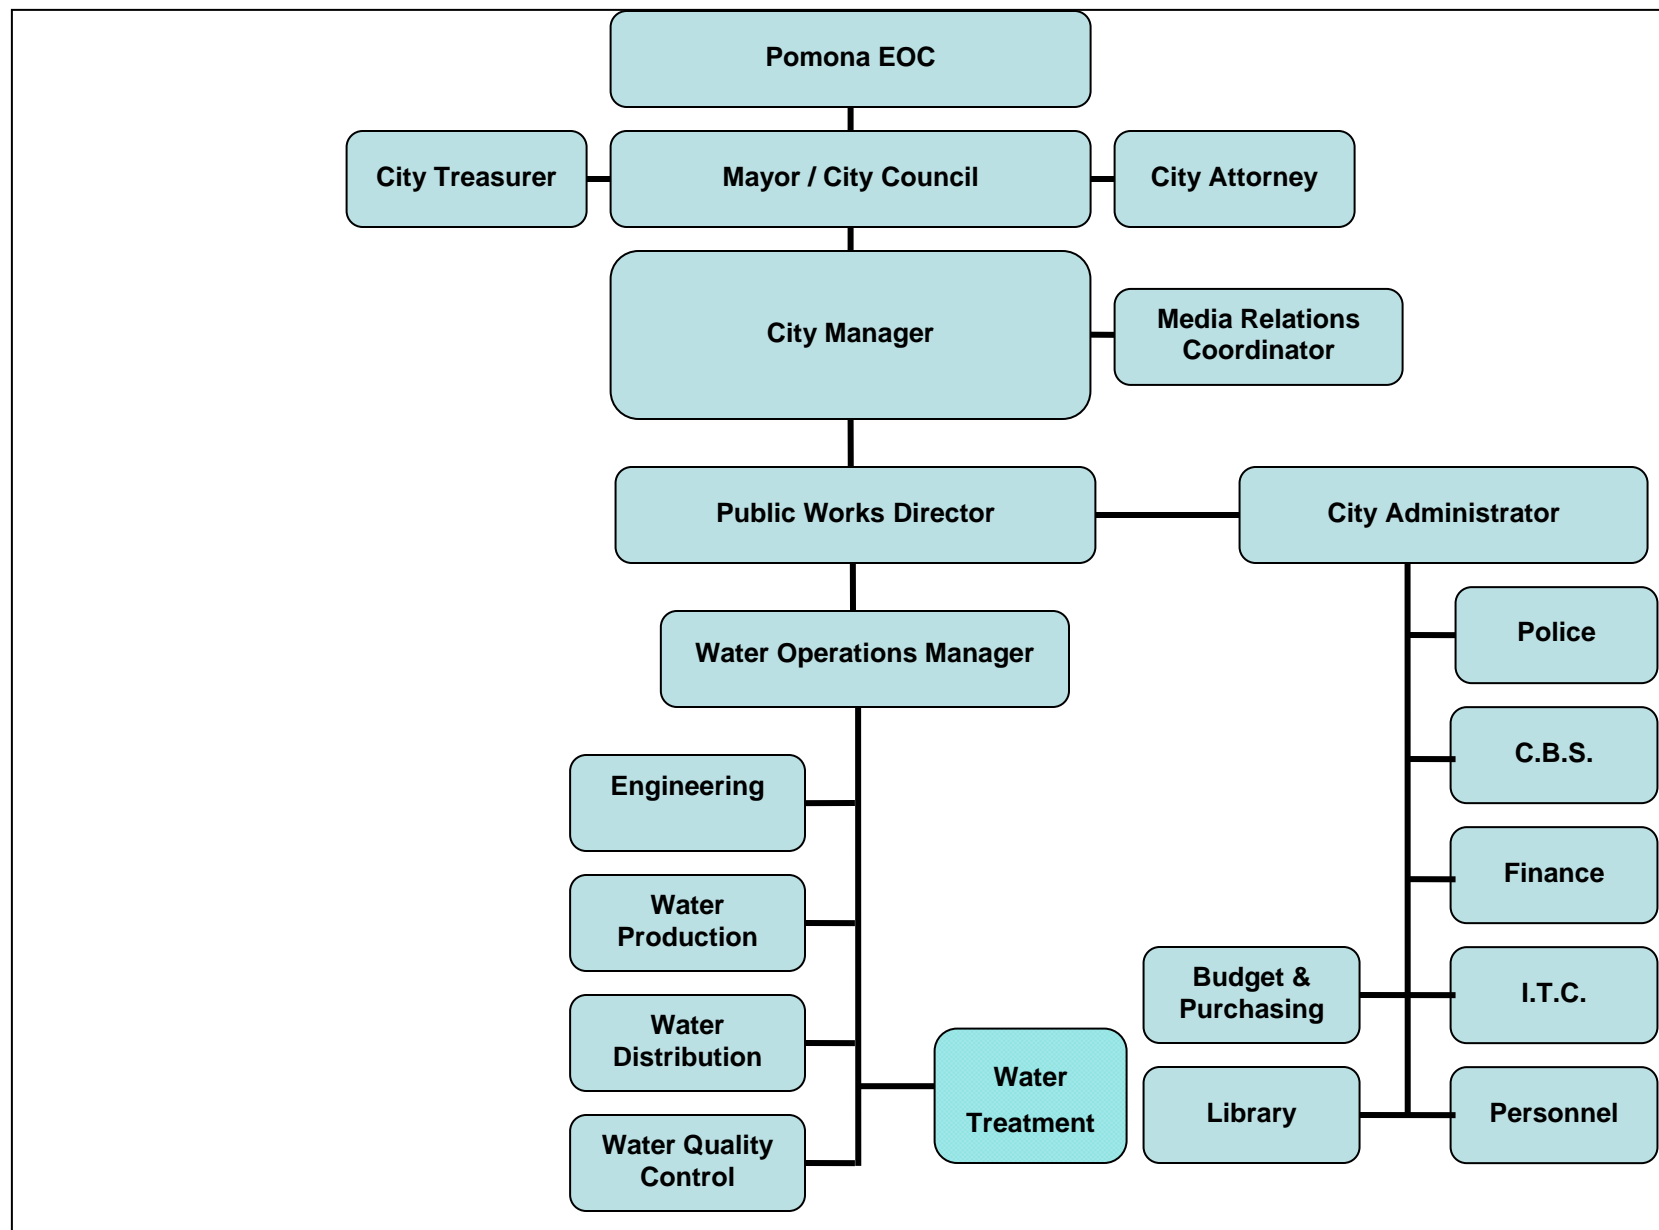 Pomona EOC
City Treasurer
Mayor / City Council
City Attorney
City Manager
Media Relations
Coordinator
Public Works Director
City Administrator
Water Operations Manager
Police
C.B.S.
Engineering
Finance
Water
Production
Budget &
Purchasing
I.T.C.
Water
Distribution
Water
Treatment
Library
Personnel
Water Quality
Control